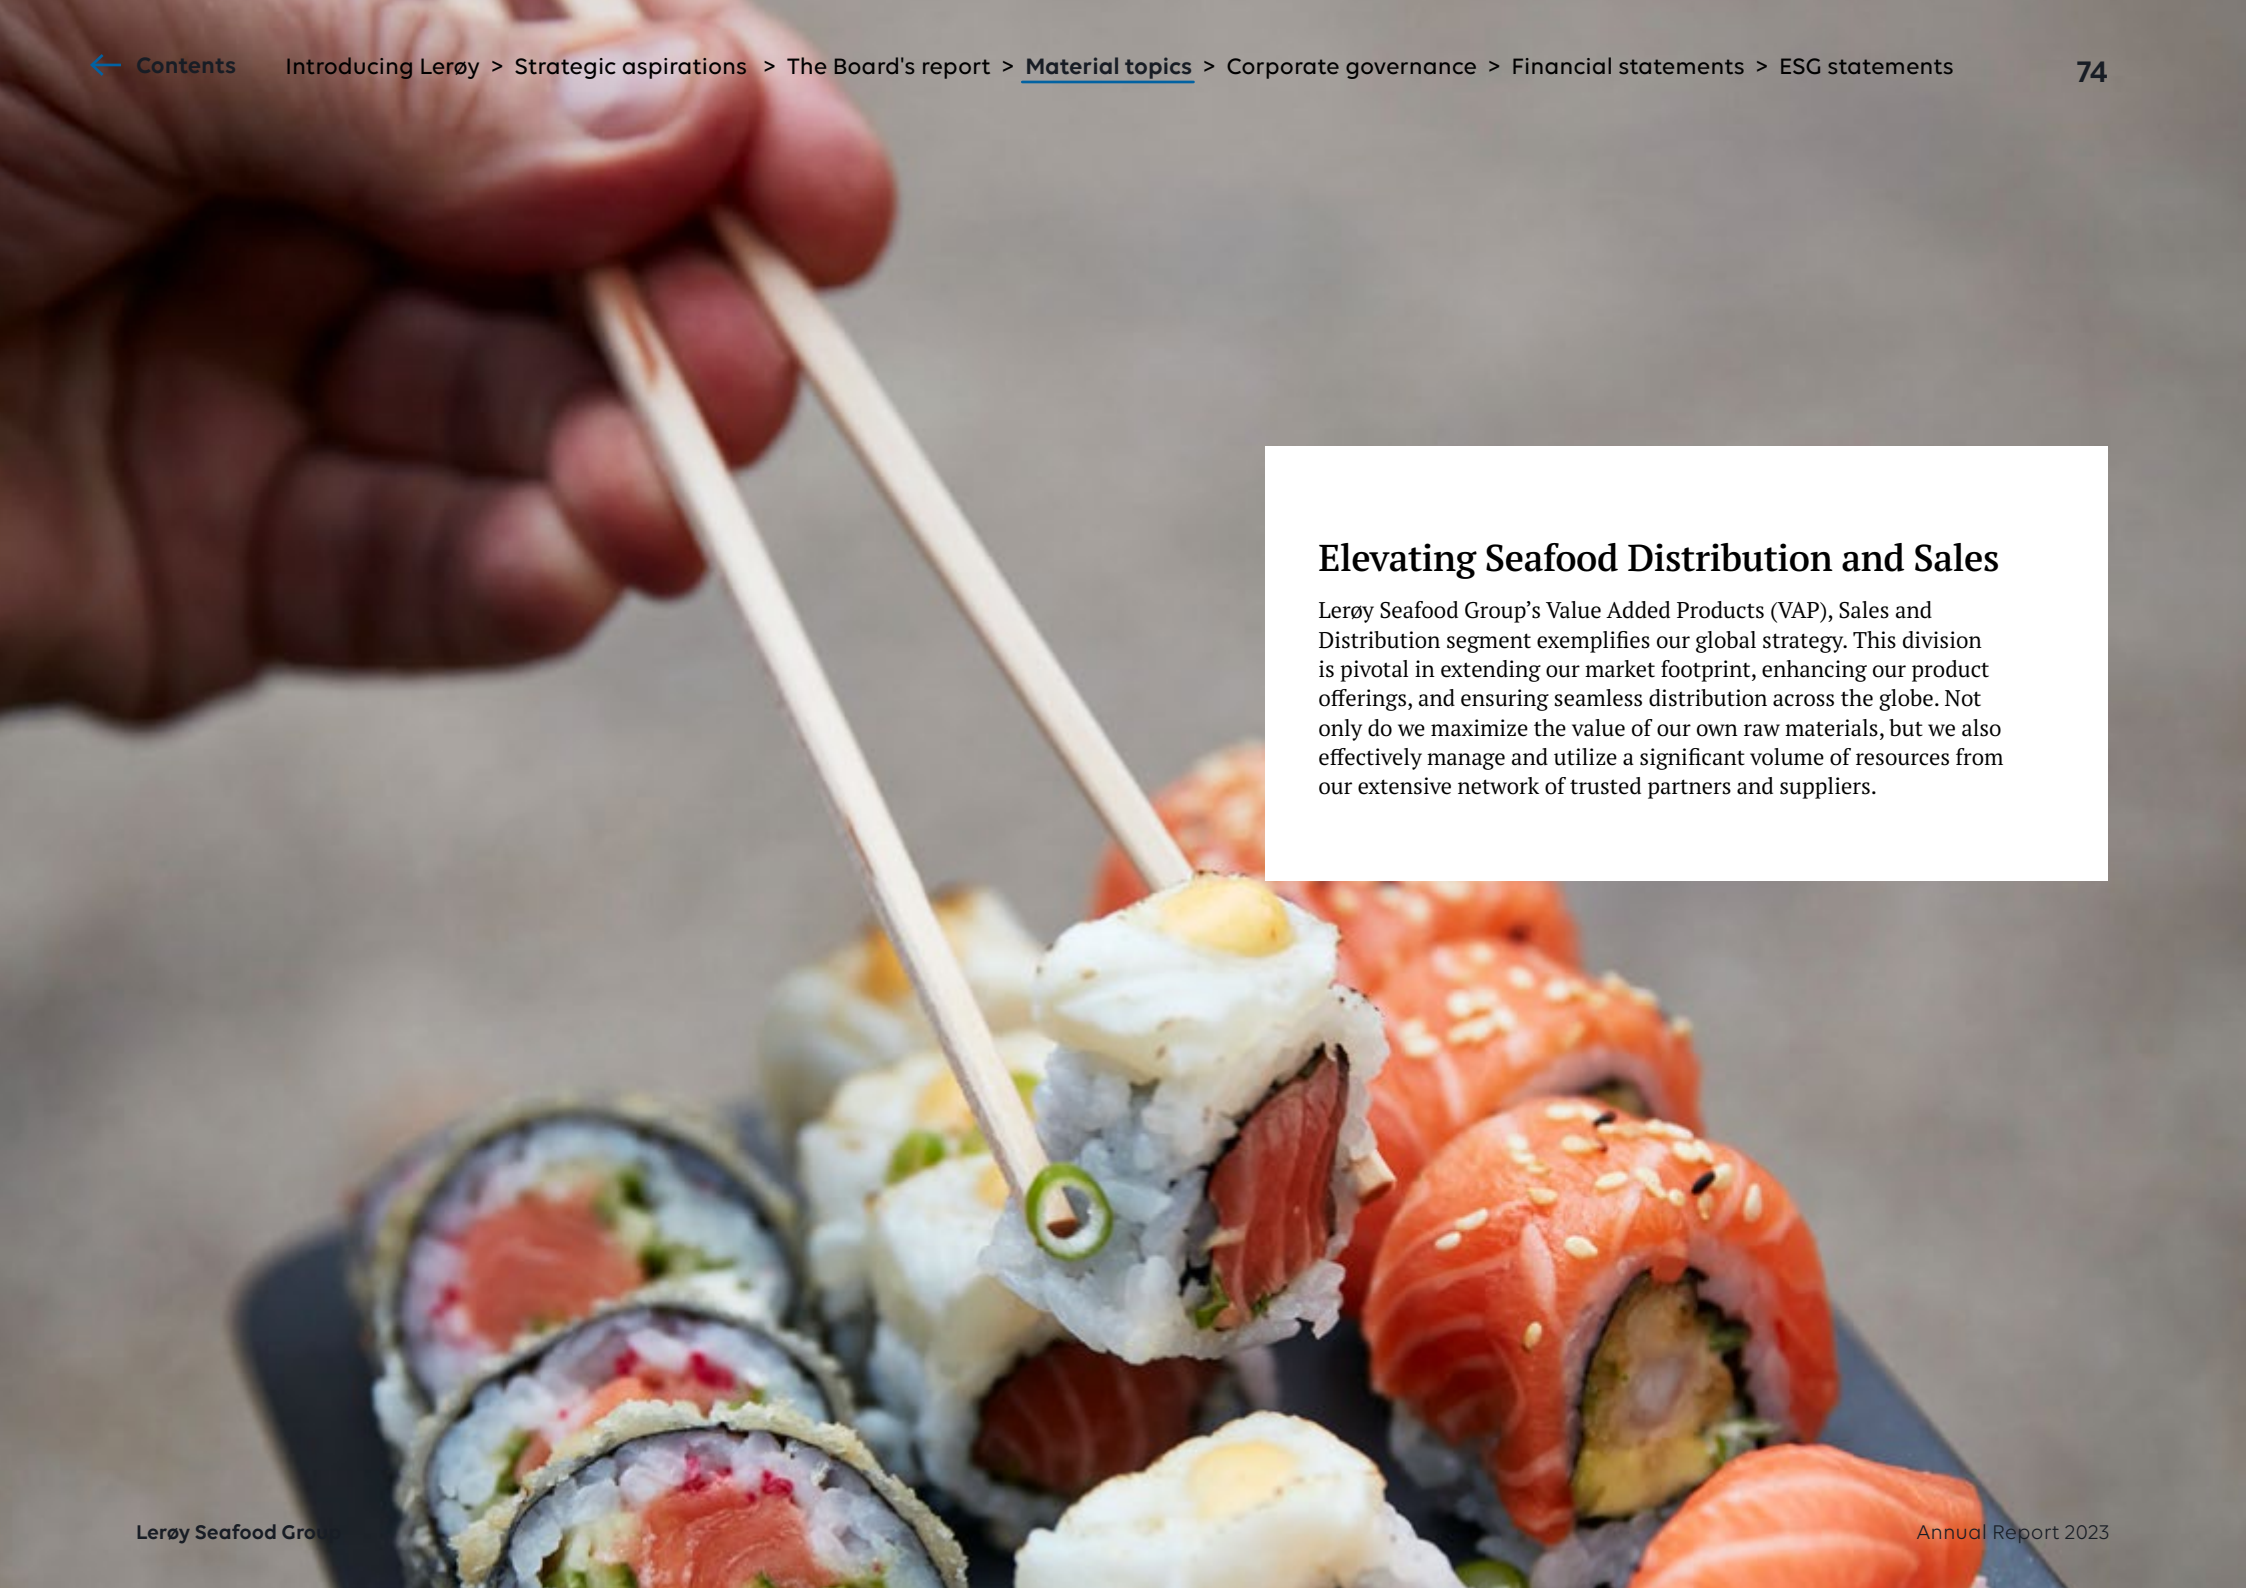 ← Contents Introducing Lerøy > Strategic aspirations > The Board's report > Material topics > Corporate governance > Financial statements > ESG statements 74
Elevating Seafood Distribution and Sales
Lerøy Seafood Group’s Value Added Products (VAP), Sales and
Distribution segment exemplifies our global strategy. This division
is pivotal in extending our market footprint, enhancing our product
offerings, and ensuring seamless distribution across the globe. Not
only do we maximize the value of our own raw materials, but we also
effectively manage and utilize a significant volume of resources from
our extensive network of trusted partners and suppliers.
Lerøy Seafood Group Annual Report 2023